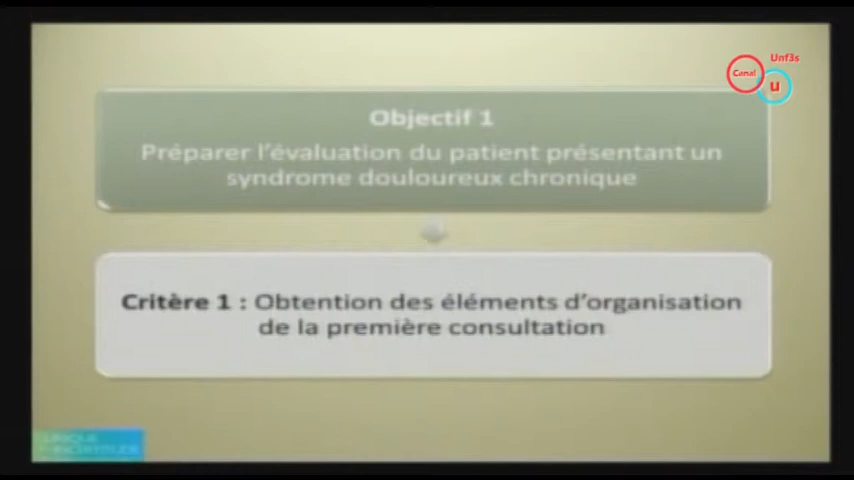 Unf3s
Canal
u
Objectif 1
Préparer l'évaluation du patient présentant un
syndrome douloureux chronique
Critère 1 : Obtention des éléments d'organisation
de la première consultation